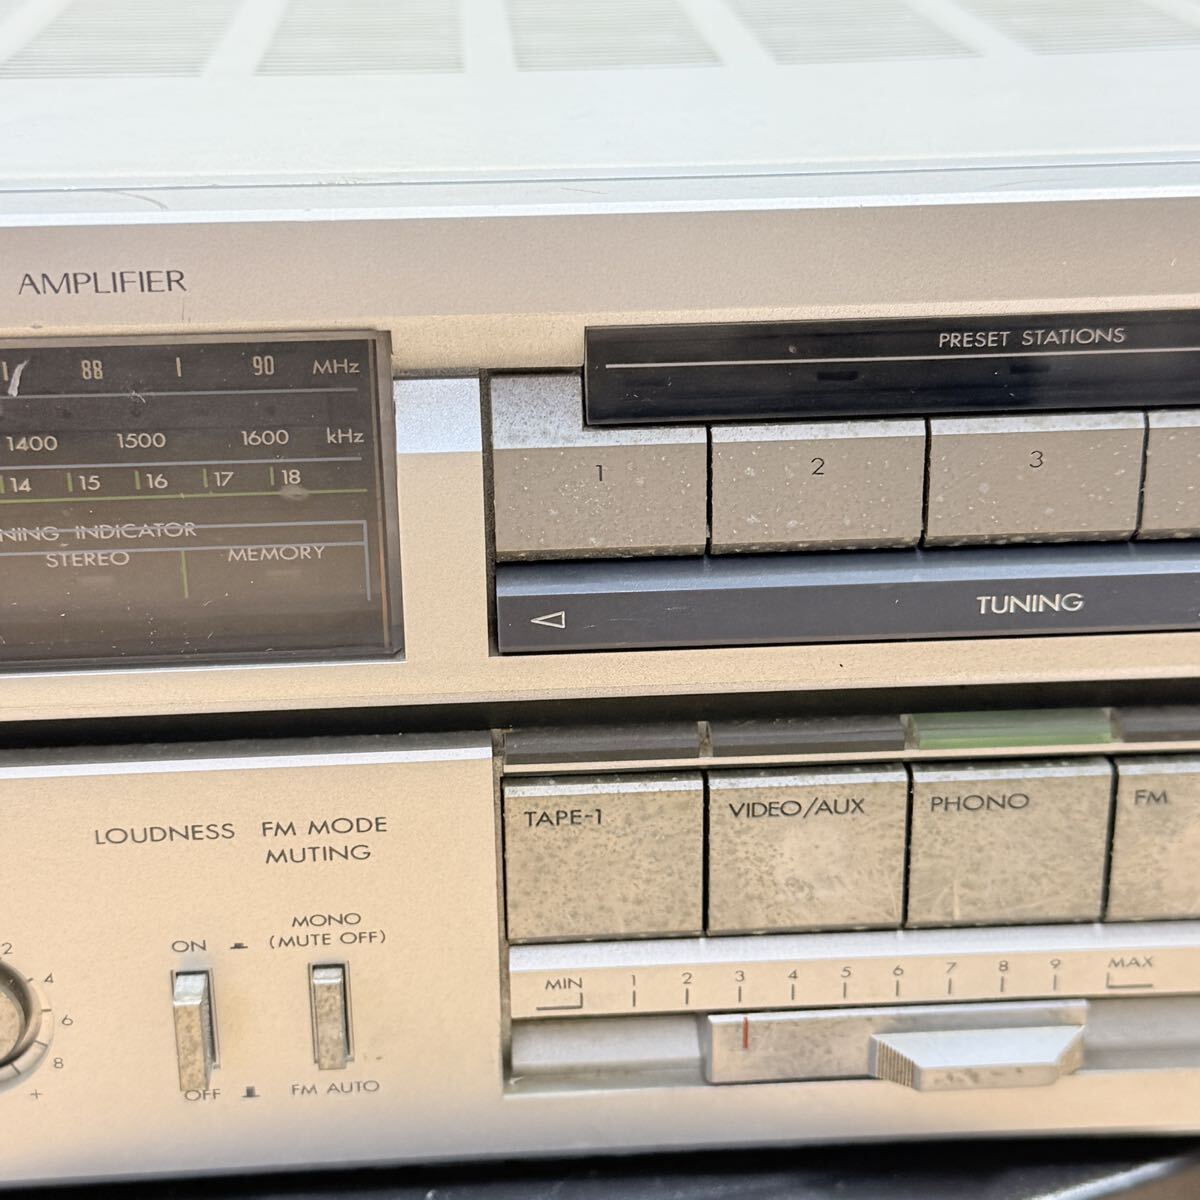 AMPLIFIER
88 90 MHz
1400 1500 1600 kHz
14 15 16 17 18
INDICATOR
STEREO MEMORY
PRESET STATIONS
1 2 3
TUNING
TAPE-1 VIDEO/AUX PHONO FM
LOUDNESS FM MODE
MUTING
MONO
ON (MUTE OFF)
OFF FM AUTO
2
4
6
8
+
MIN 1 2 3 4 5 6 7 8 9 MAX